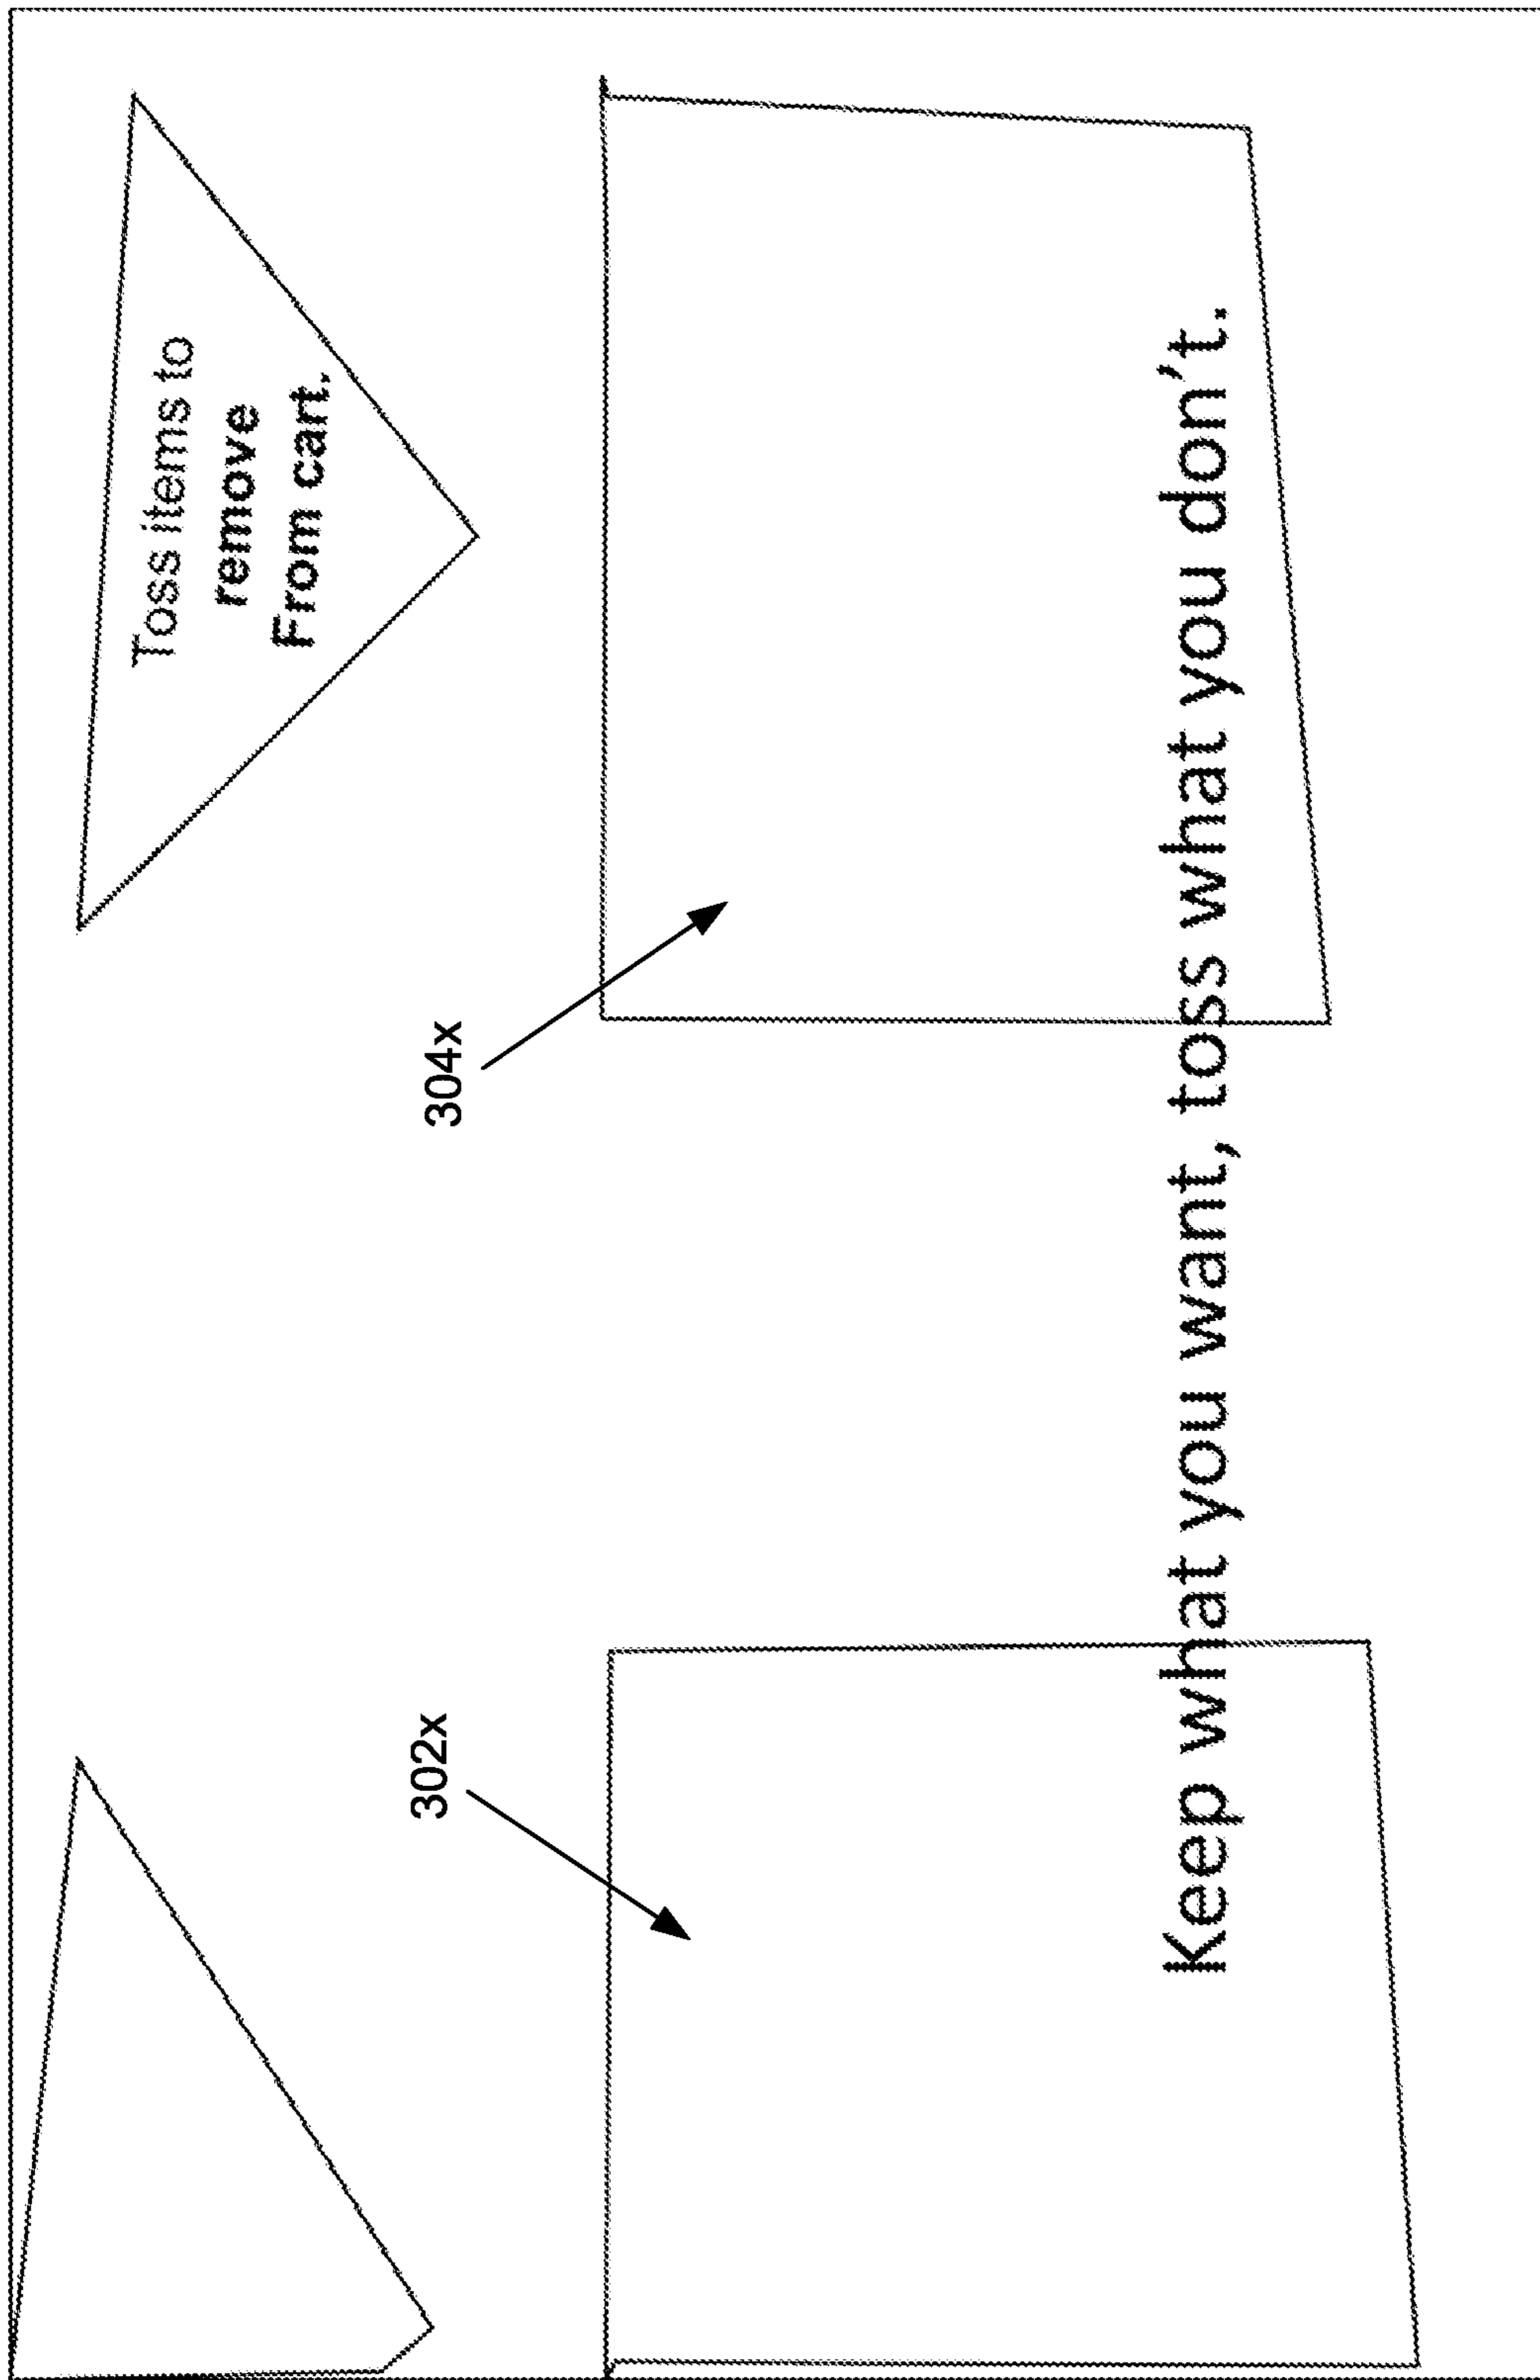 Toss items to
remove
From cart.
302x
304x
Keep what you want, toss what you don't.